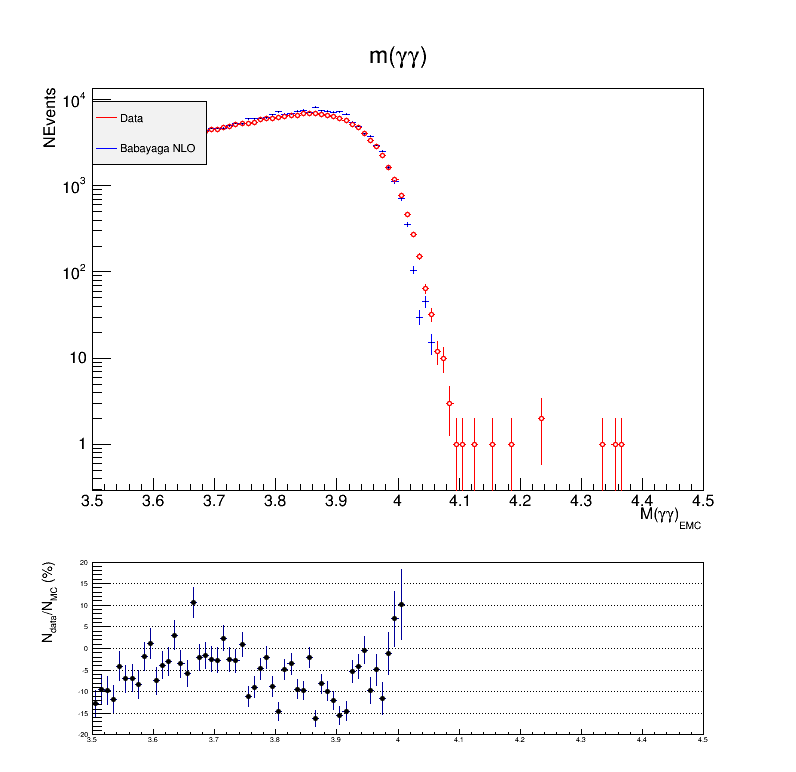 m(γγ)
NEvents
10⁴
10³
10²
10
1
Data
Babayaga NLO
3.5 3.6 3.7 3.8 3.9 4 4.1 4.2 4.3 4.4 4.5
M(γγ)EMC
N_data/N_MC (%)
20
15
10
5
0
-5
-10
-15
-20
3.5 3.6 3.7 3.8 3.9 4 4.1 4.2 4.3 4.4 4.5